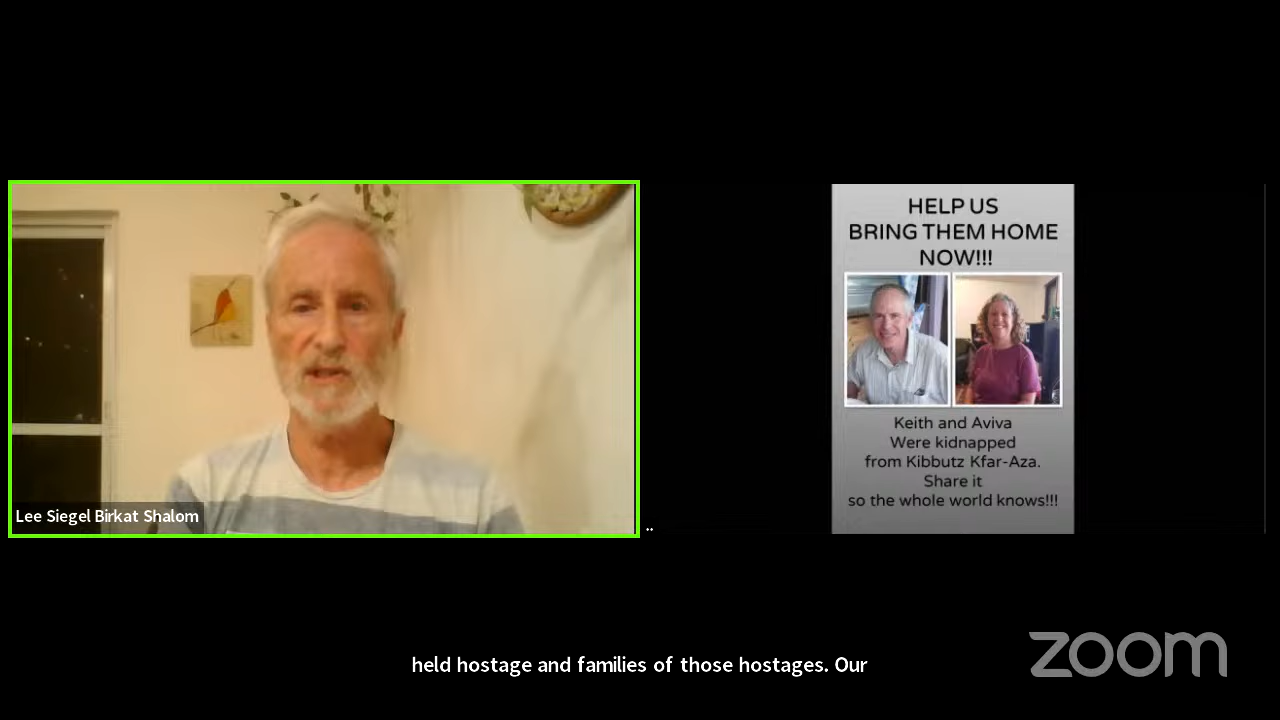 HELP US
BRING THEM HOME
NOW!!!
Keith and Aviva
Were kidnapped
from Kibbutz Kfar-Aza.
Share it
so the whole world knows!!!
Lee Siegel Birkat Shalom
..
held hostage and families of those hostages. Our
zoom